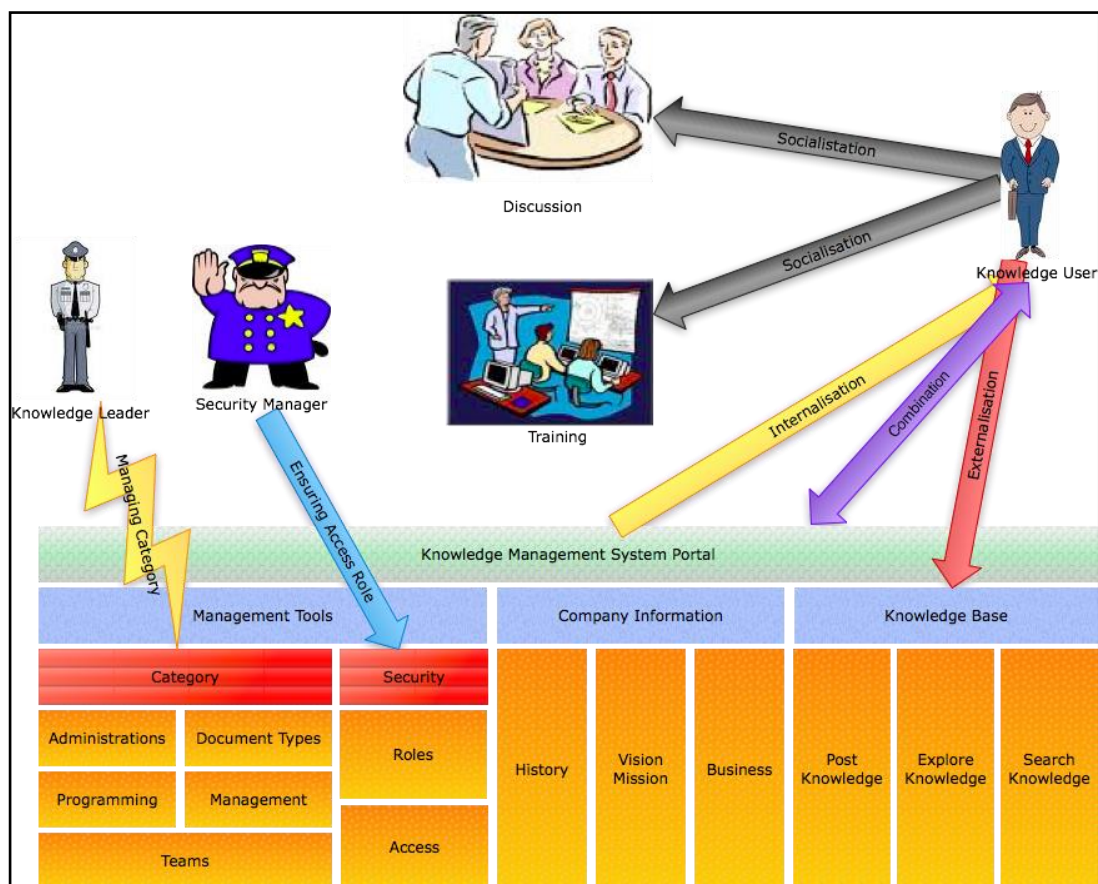 Socialistation
Discussion
Socialisation
Knowledge User
Knowledge Leader
Security Manager
Training
Internalisation
Combination
Externalisation
Managing Category
Ensuring Access Role
Knowledge Management System Portal
Management Tools
Company Information
Knowledge Base
Category
Security
Administrations
Document Types
Roles
Programming
Management
Access
Teams
History
Vision
Mission
Business
Post
Knowledge
Explore
Knowledge
Search
Knowledge